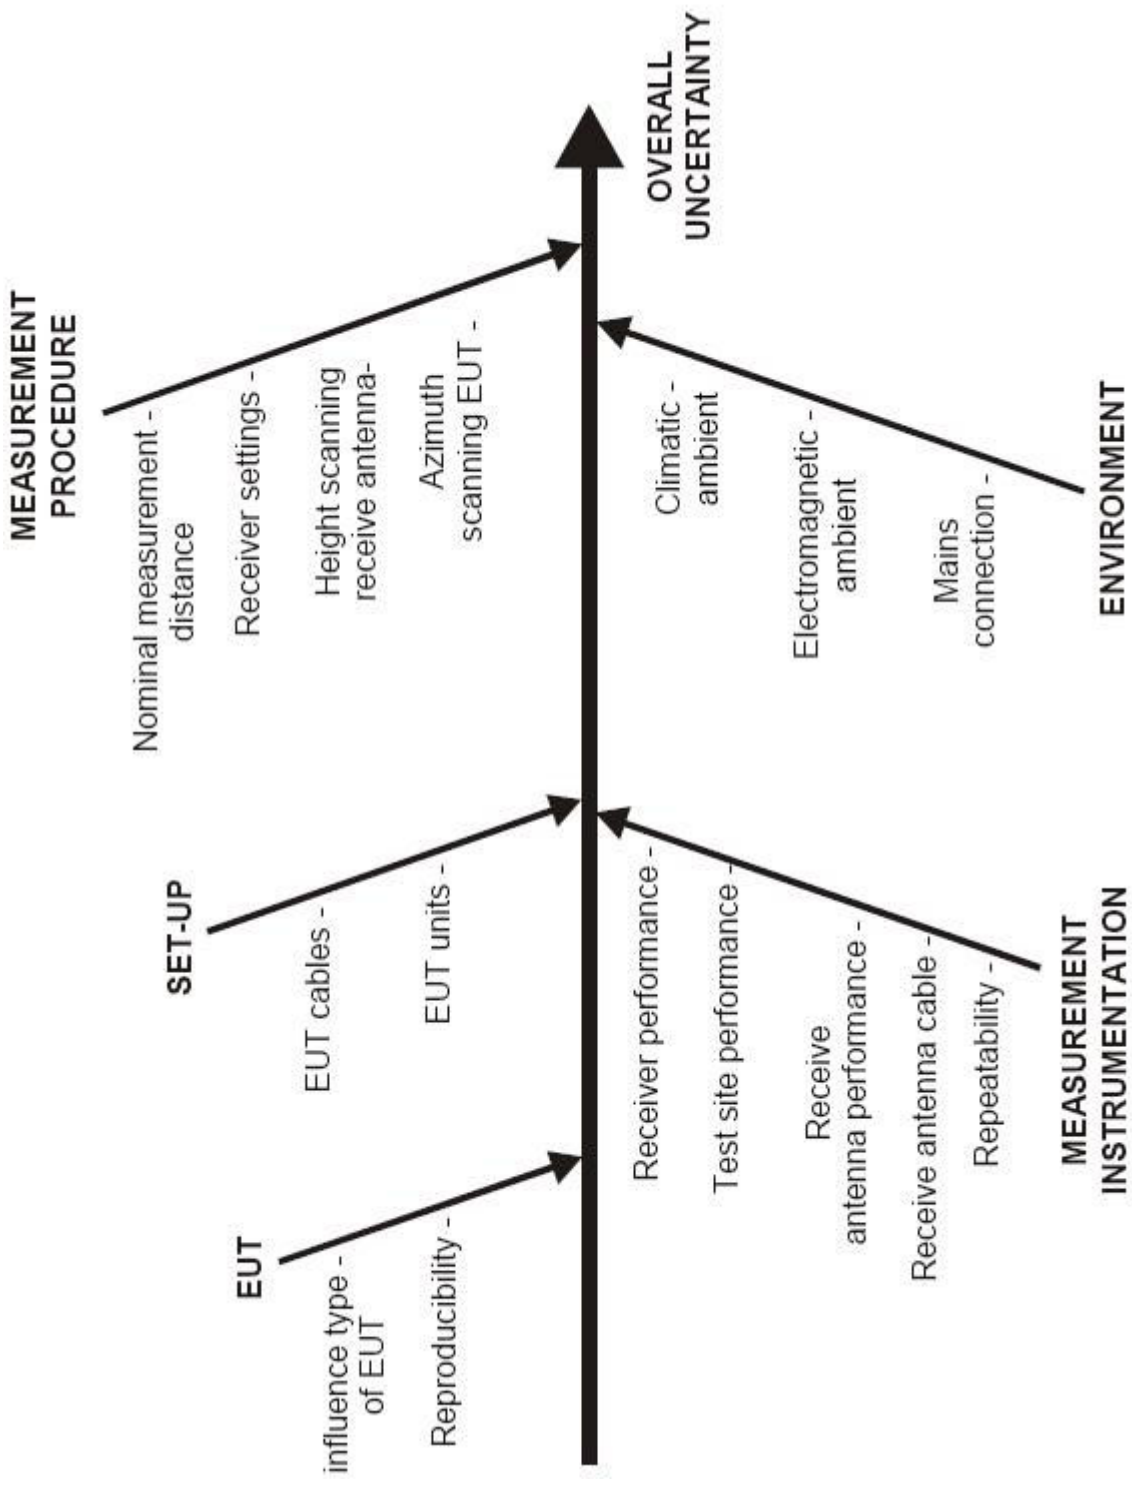 EUT
influence type -
of EUT
Reproducibility -
SET-UP
EUT cables -
EUT units -
MEASUREMENT
PROCEDURE
Nominal measurement -
distance
Receiver settings -
Height scanning
receive antenna-
Azimuth
scanning EUT -
OVERALL
UNCERTAINTY
Receiver performance -
Test site performance -
Receive
antenna performance -
Receive antenna cable -
Repeatability -
MEASUREMENT
INSTRUMENTATION
Climatic -
ambient
Electromagnetic -
ambient
Mains
connection -
ENVIRONMENT